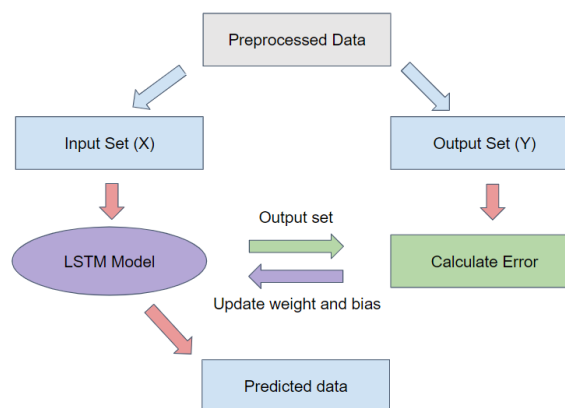 Preprocessed Data
Input Set (X)
Output Set (Y)
Output set
LSTM Model
Calculate Error
Update weight and bias
Predicted data